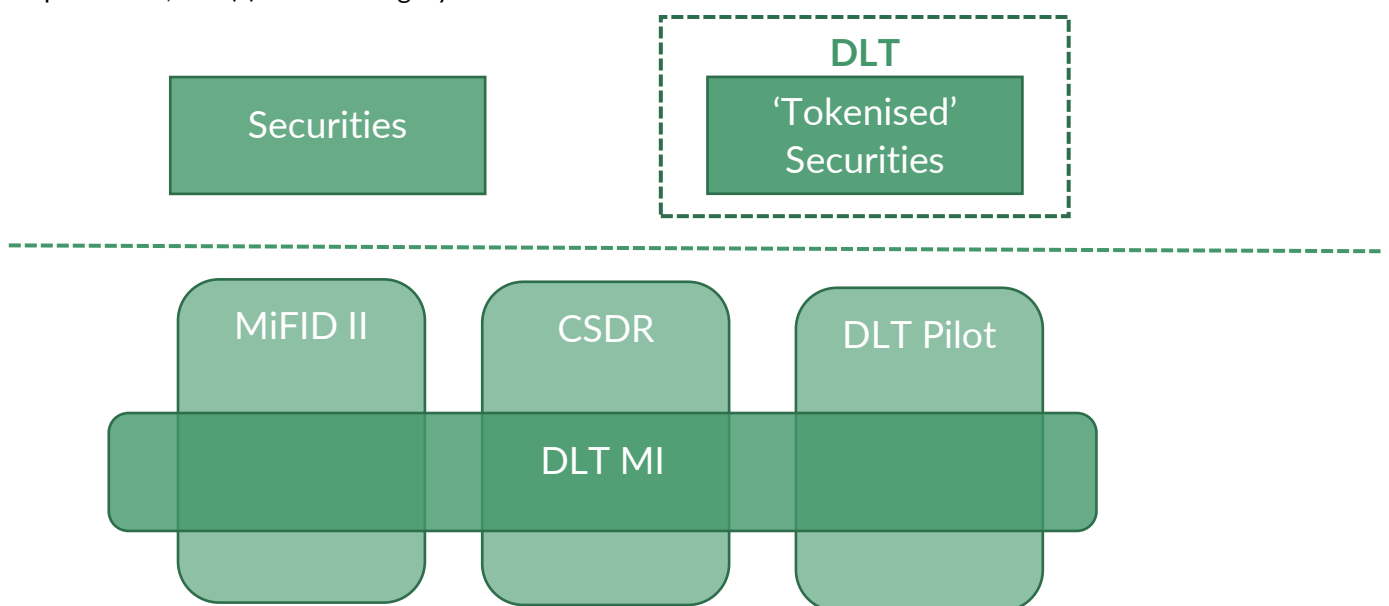 DLT
Securities
‘Tokenised’
Securities
MiFID II
CSDR
DLT Pilot
DLT MI